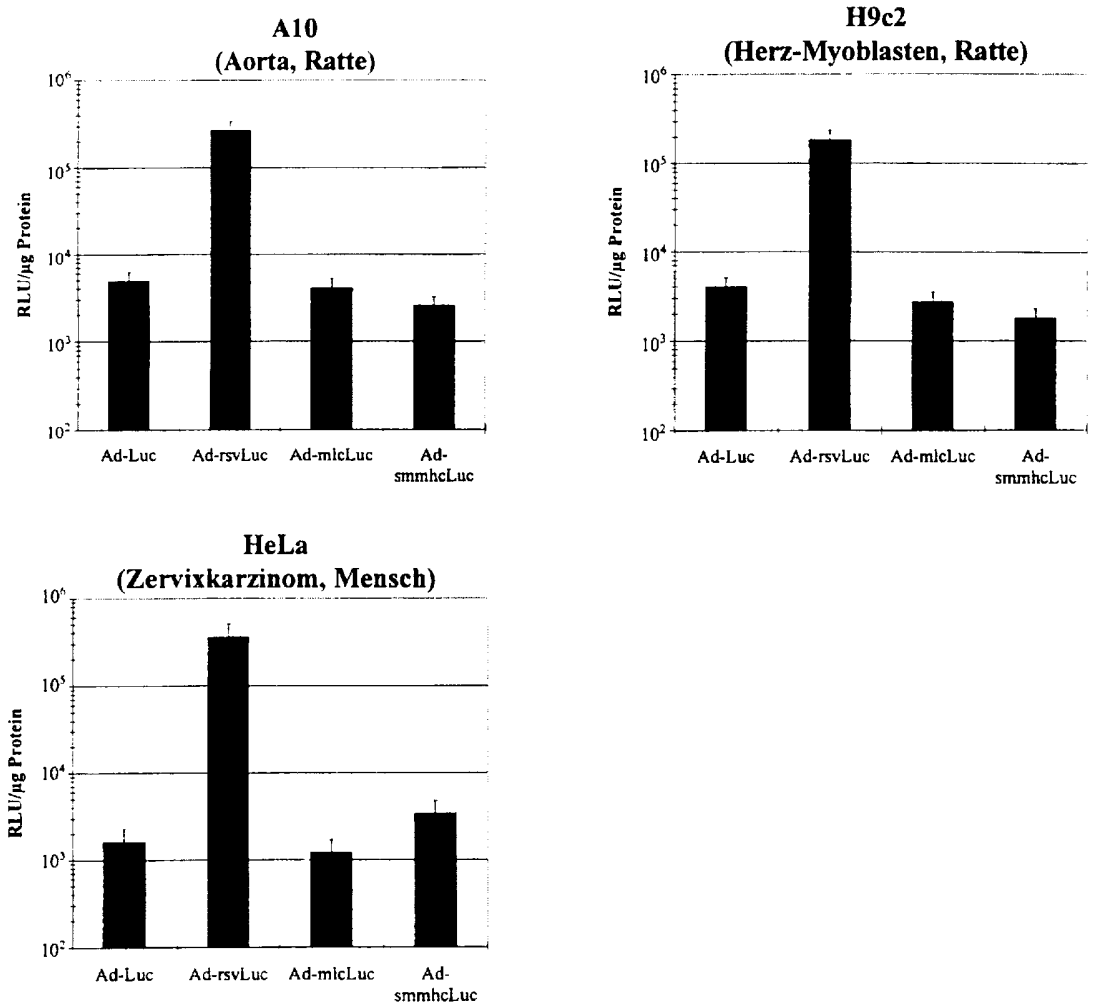 A10
(Aorta, Ratte)
10⁶
10⁵
10⁴
10³
10²
RLU/µg Protein
Ad-Luc
Ad-rsvLuc
Ad-mlcLuc
Ad-
smmhcLuc
H9c2
(Herz-Myoblasten, Ratte)
10⁶
10⁵
10⁴
10³
10²
RLU/µg Protein
Ad-Luc
Ad-rsvLuc
Ad-mlcLuc
Ad-
smmhcLuc
HeLa
(Zervixkarzinom, Mensch)
10⁶
10⁵
10⁴
10³
10²
RLU/µg Protein
Ad-Luc
Ad-rsvLuc
Ad-mlcLuc
Ad-
smmhcLuc